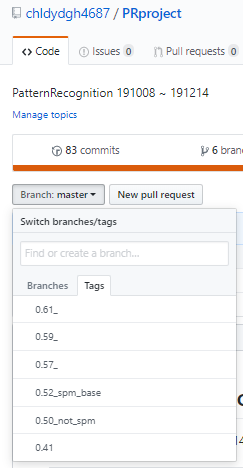 chldydgh4687 / PRproject
Code
Issues 0
Pull requests 0
PatternRecognition 191008 ~ 191214
Manage topics
83 commits
6 bran
Branch: master
New pull request
Switch branches/tags
Find or create a branch...
Branches
Tags
0.61_
0.59_
0.57_
0.52_spm_base
0.50_not_spm
0.41